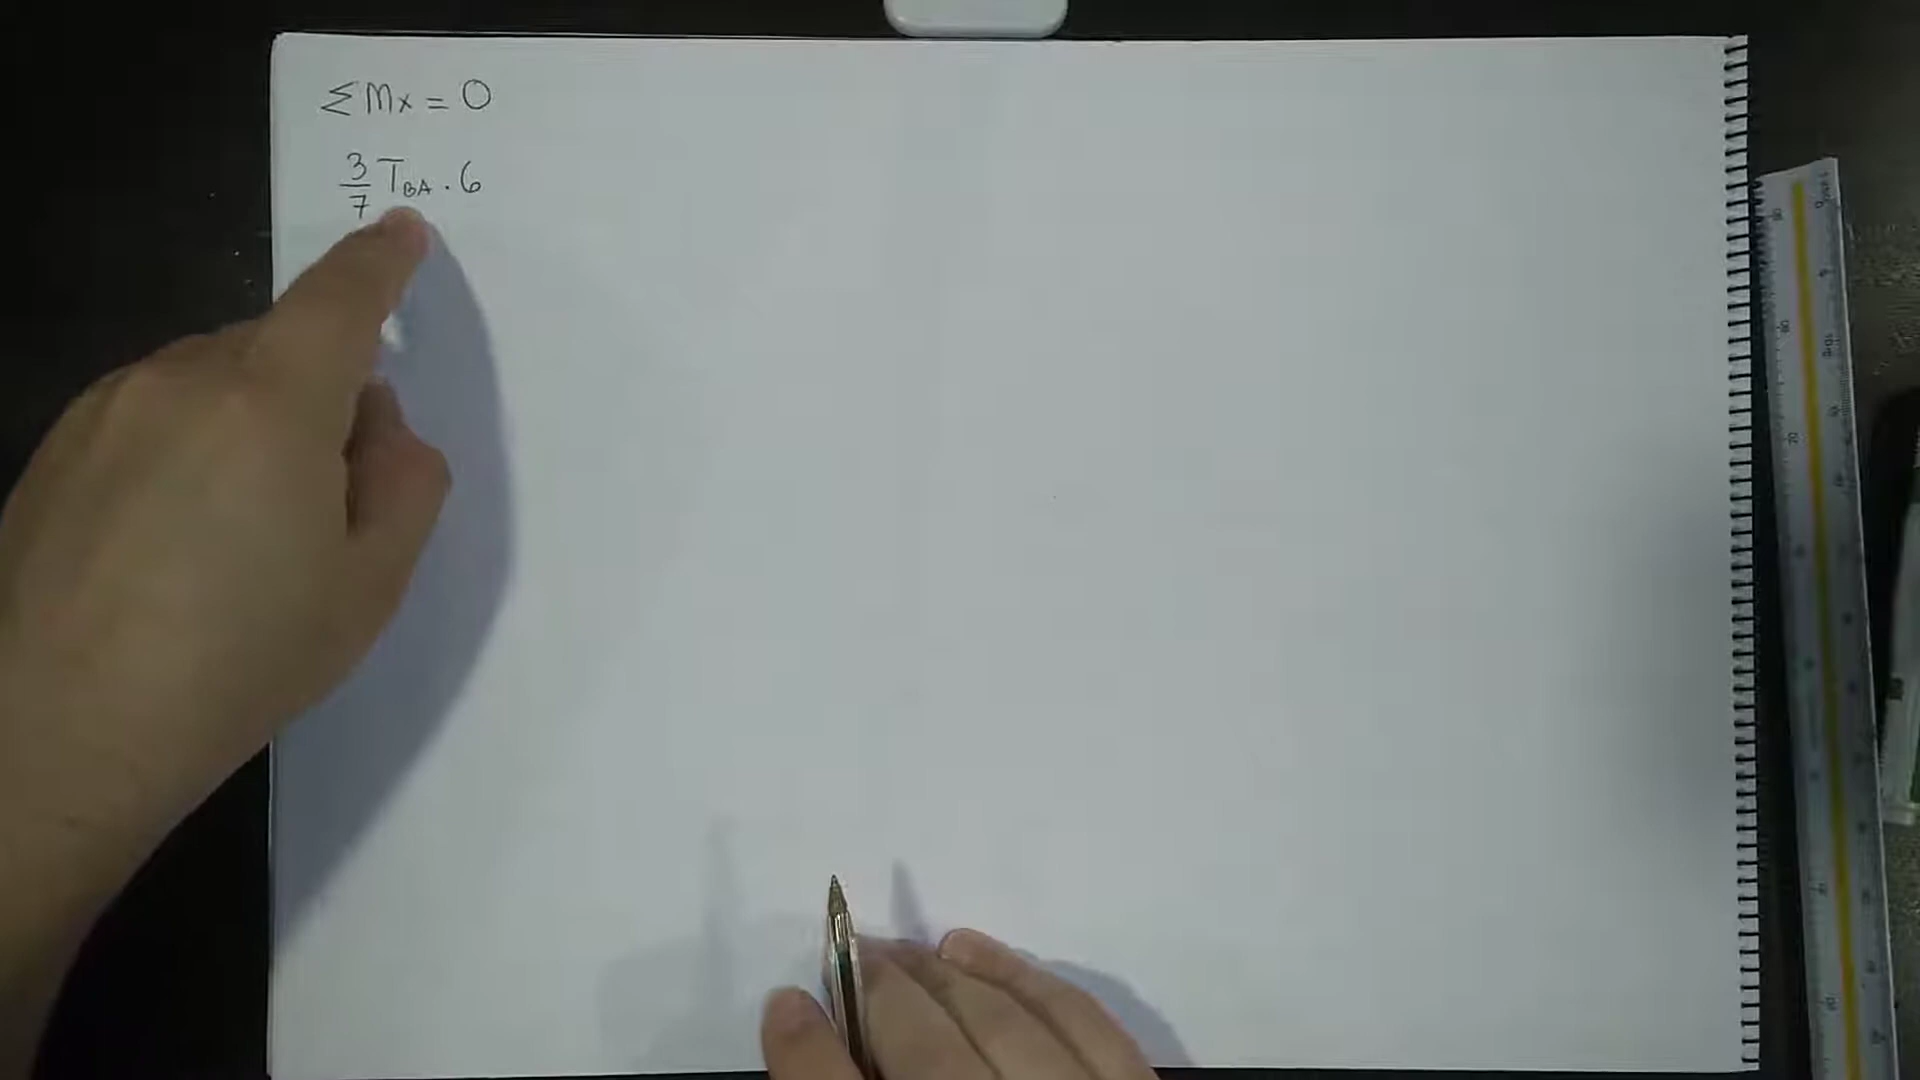 ΣMx = 0
3/7 TBA . 6